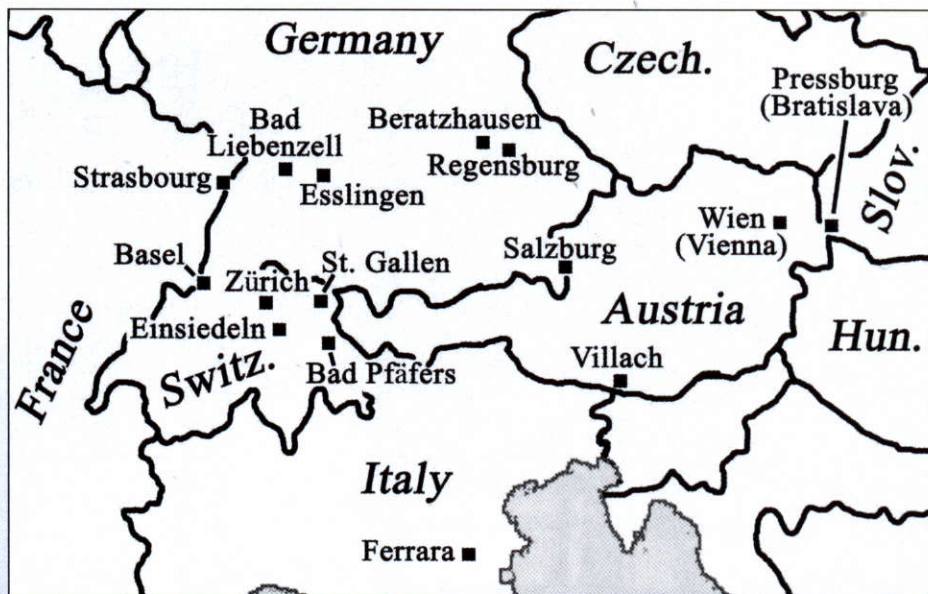 Germany
Czech.
Pressburg
(Bratislava)
Bad
Liebenzell
Beratzhausen
Regensburg
Strasbourg
Esslingen
Slov.
Wien
(Vienna)
Basel
Zürich
St. Gallen
Salzburg
Einsiedeln
Austria
Hun.
France
Switz.
Bad Pfäfers
Villach
Italy
Ferrara